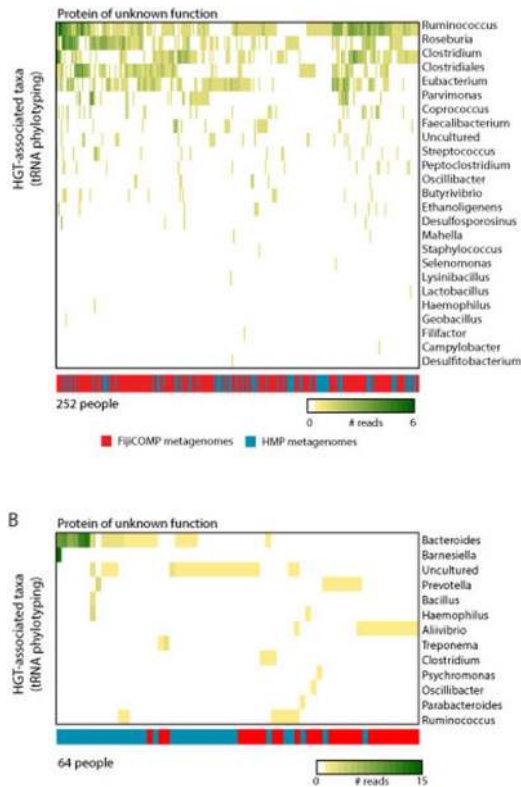 Protein of unknown function
HGT-associated taxa
(tRNA phylotyping)
Ruminococcus
Roseburia
Clostridium
Clostridiales
Eubacterium
Parvimonas
Coprococcus
Faecalibacterium
Uncultured
Streptococcus
Peptoclostridium
Oscillibacter
Butyrivibrio
Ethanoligenens
Desulfosporosinus
Mahella
Staphylococcus
Selenomonas
Lysinibacillus
Lactobacillus
Haemophilus
Geobacillus
Filifactor
Campylobacter
Desulfitobacterium
252 people
0 # reads 6
FijiCOMP metagenomes HMP metagenomes
B
Protein of unknown function
HGT-associated taxa
(tRNA phylotyping)
Bacteroides
Barnesiella
Uncultured
Prevotella
Bacillus
Haemophilus
Aliivibrio
Treponema
Clostridium
Psychromonas
Oscillibacter
Parabacteroides
Ruminococcus
64 people
0 # reads 15